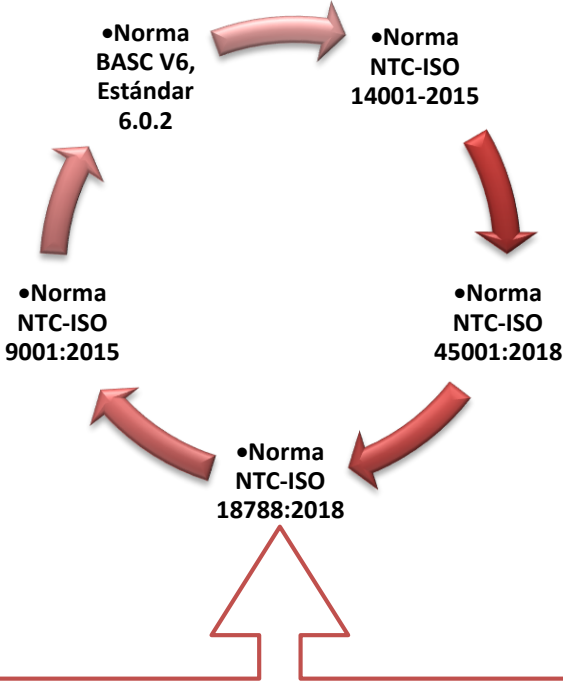 •Norma
BASC V6,
Estándar
6.0.2
•Norma
NTC-ISO
14001-2015
•Norma
NTC-ISO
45001:2018
•Norma
NTC-ISO
18788:2018
•Norma
NTC-ISO
9001:2015